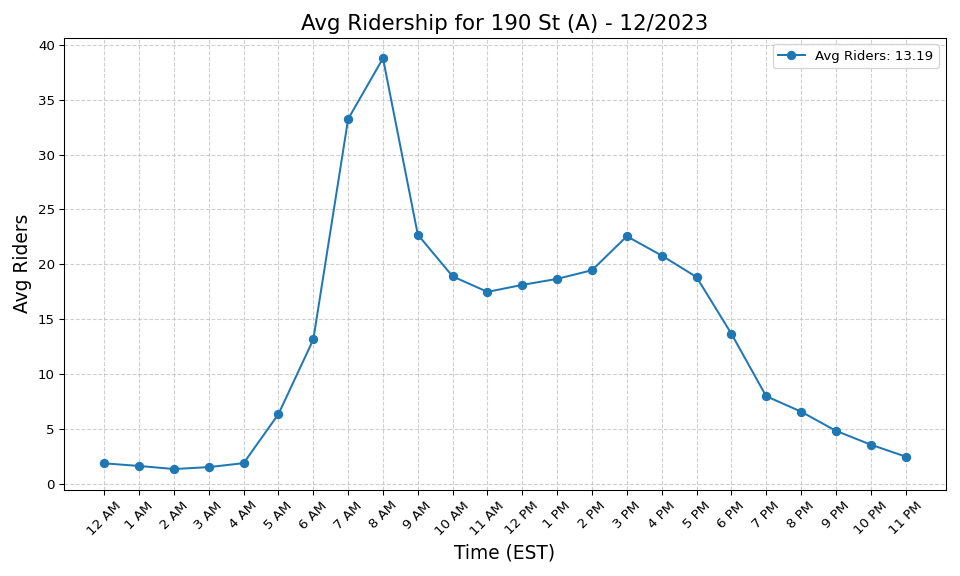 Avg Ridership for 190 St (A) - 12/2023
Avg Riders: 13.19
Avg Riders
40
35
30
25
20
15
10
5
0
12 AM
1 AM
2 AM
3 AM
4 AM
5 AM
6 AM
7 AM
8 AM
9 AM
10 AM
11 AM
12 PM
1 PM
2 PM
3 PM
4 PM
5 PM
6 PM
7 PM
8 PM
9 PM
10 PM
11 PM
Time (EST)